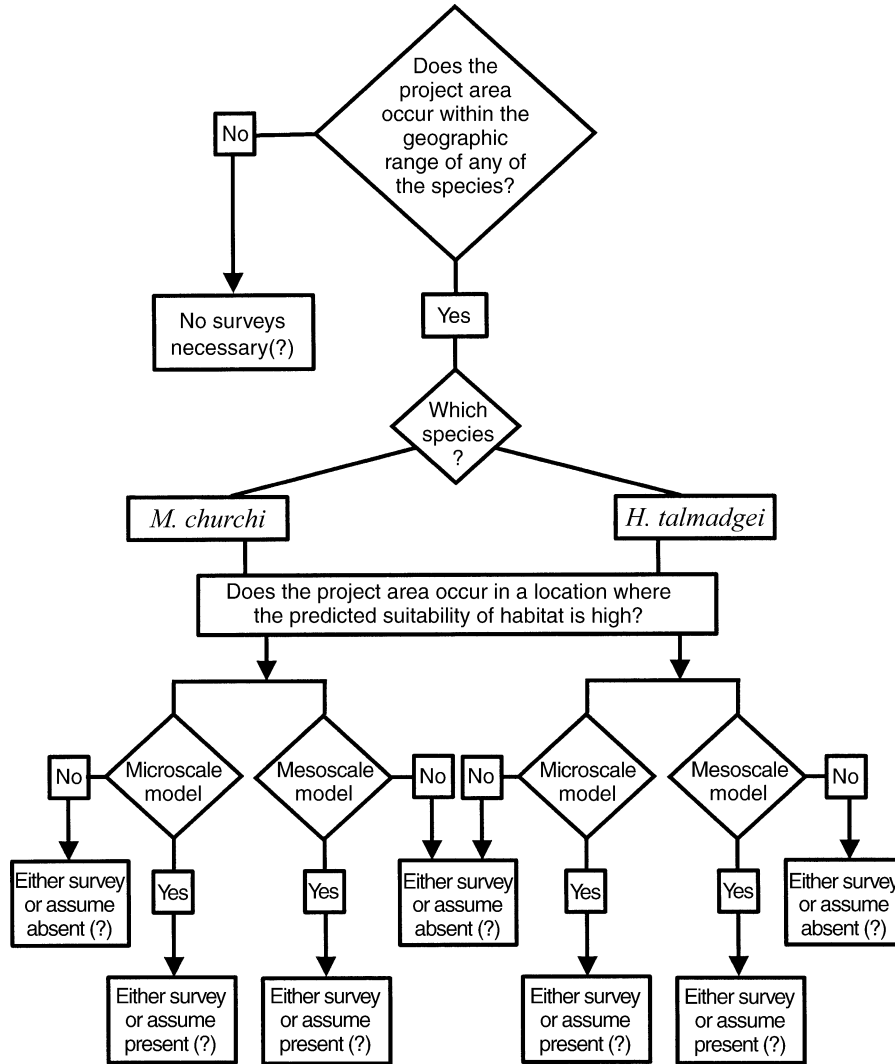 Does the
project area
occur within the
geographic
range of any of
the species?
No
No surveys
necessary(?)
Yes
Which
species
?
M. churchi
H. talmadgei
Does the project area occur in a location where
the predicted suitability of habitat is high?
No
Microscale
model
Mesoscale
model
No
No
Microscale
model
Mesoscale
model
No
Either survey
or assume
absent (?)
Yes
Yes
Either survey
or assume
absent (?)
Yes
Yes
Either survey
or assume
absent (?)
Either survey
or assume
present (?)
Either survey
or assume
present (?)
Either survey
or assume
present (?)
Either survey
or assume
present (?)